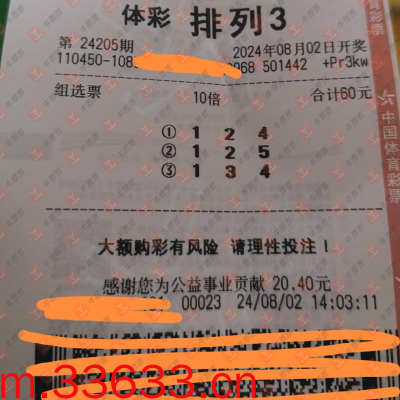 体彩 排列3
第 24205期 2024年08月02日开奖
110450-108 0068 501442 +Pr3kw
组选票 10倍 合计60元
① 1 2 4
② 1 2 5
③ 1 3 4
大额购彩有风险 请理性投注！
感谢您为公益事业贡献 20.40元
00023 24/08/02 14:03:11
m.33633.cn
中国体育彩票
育彩票